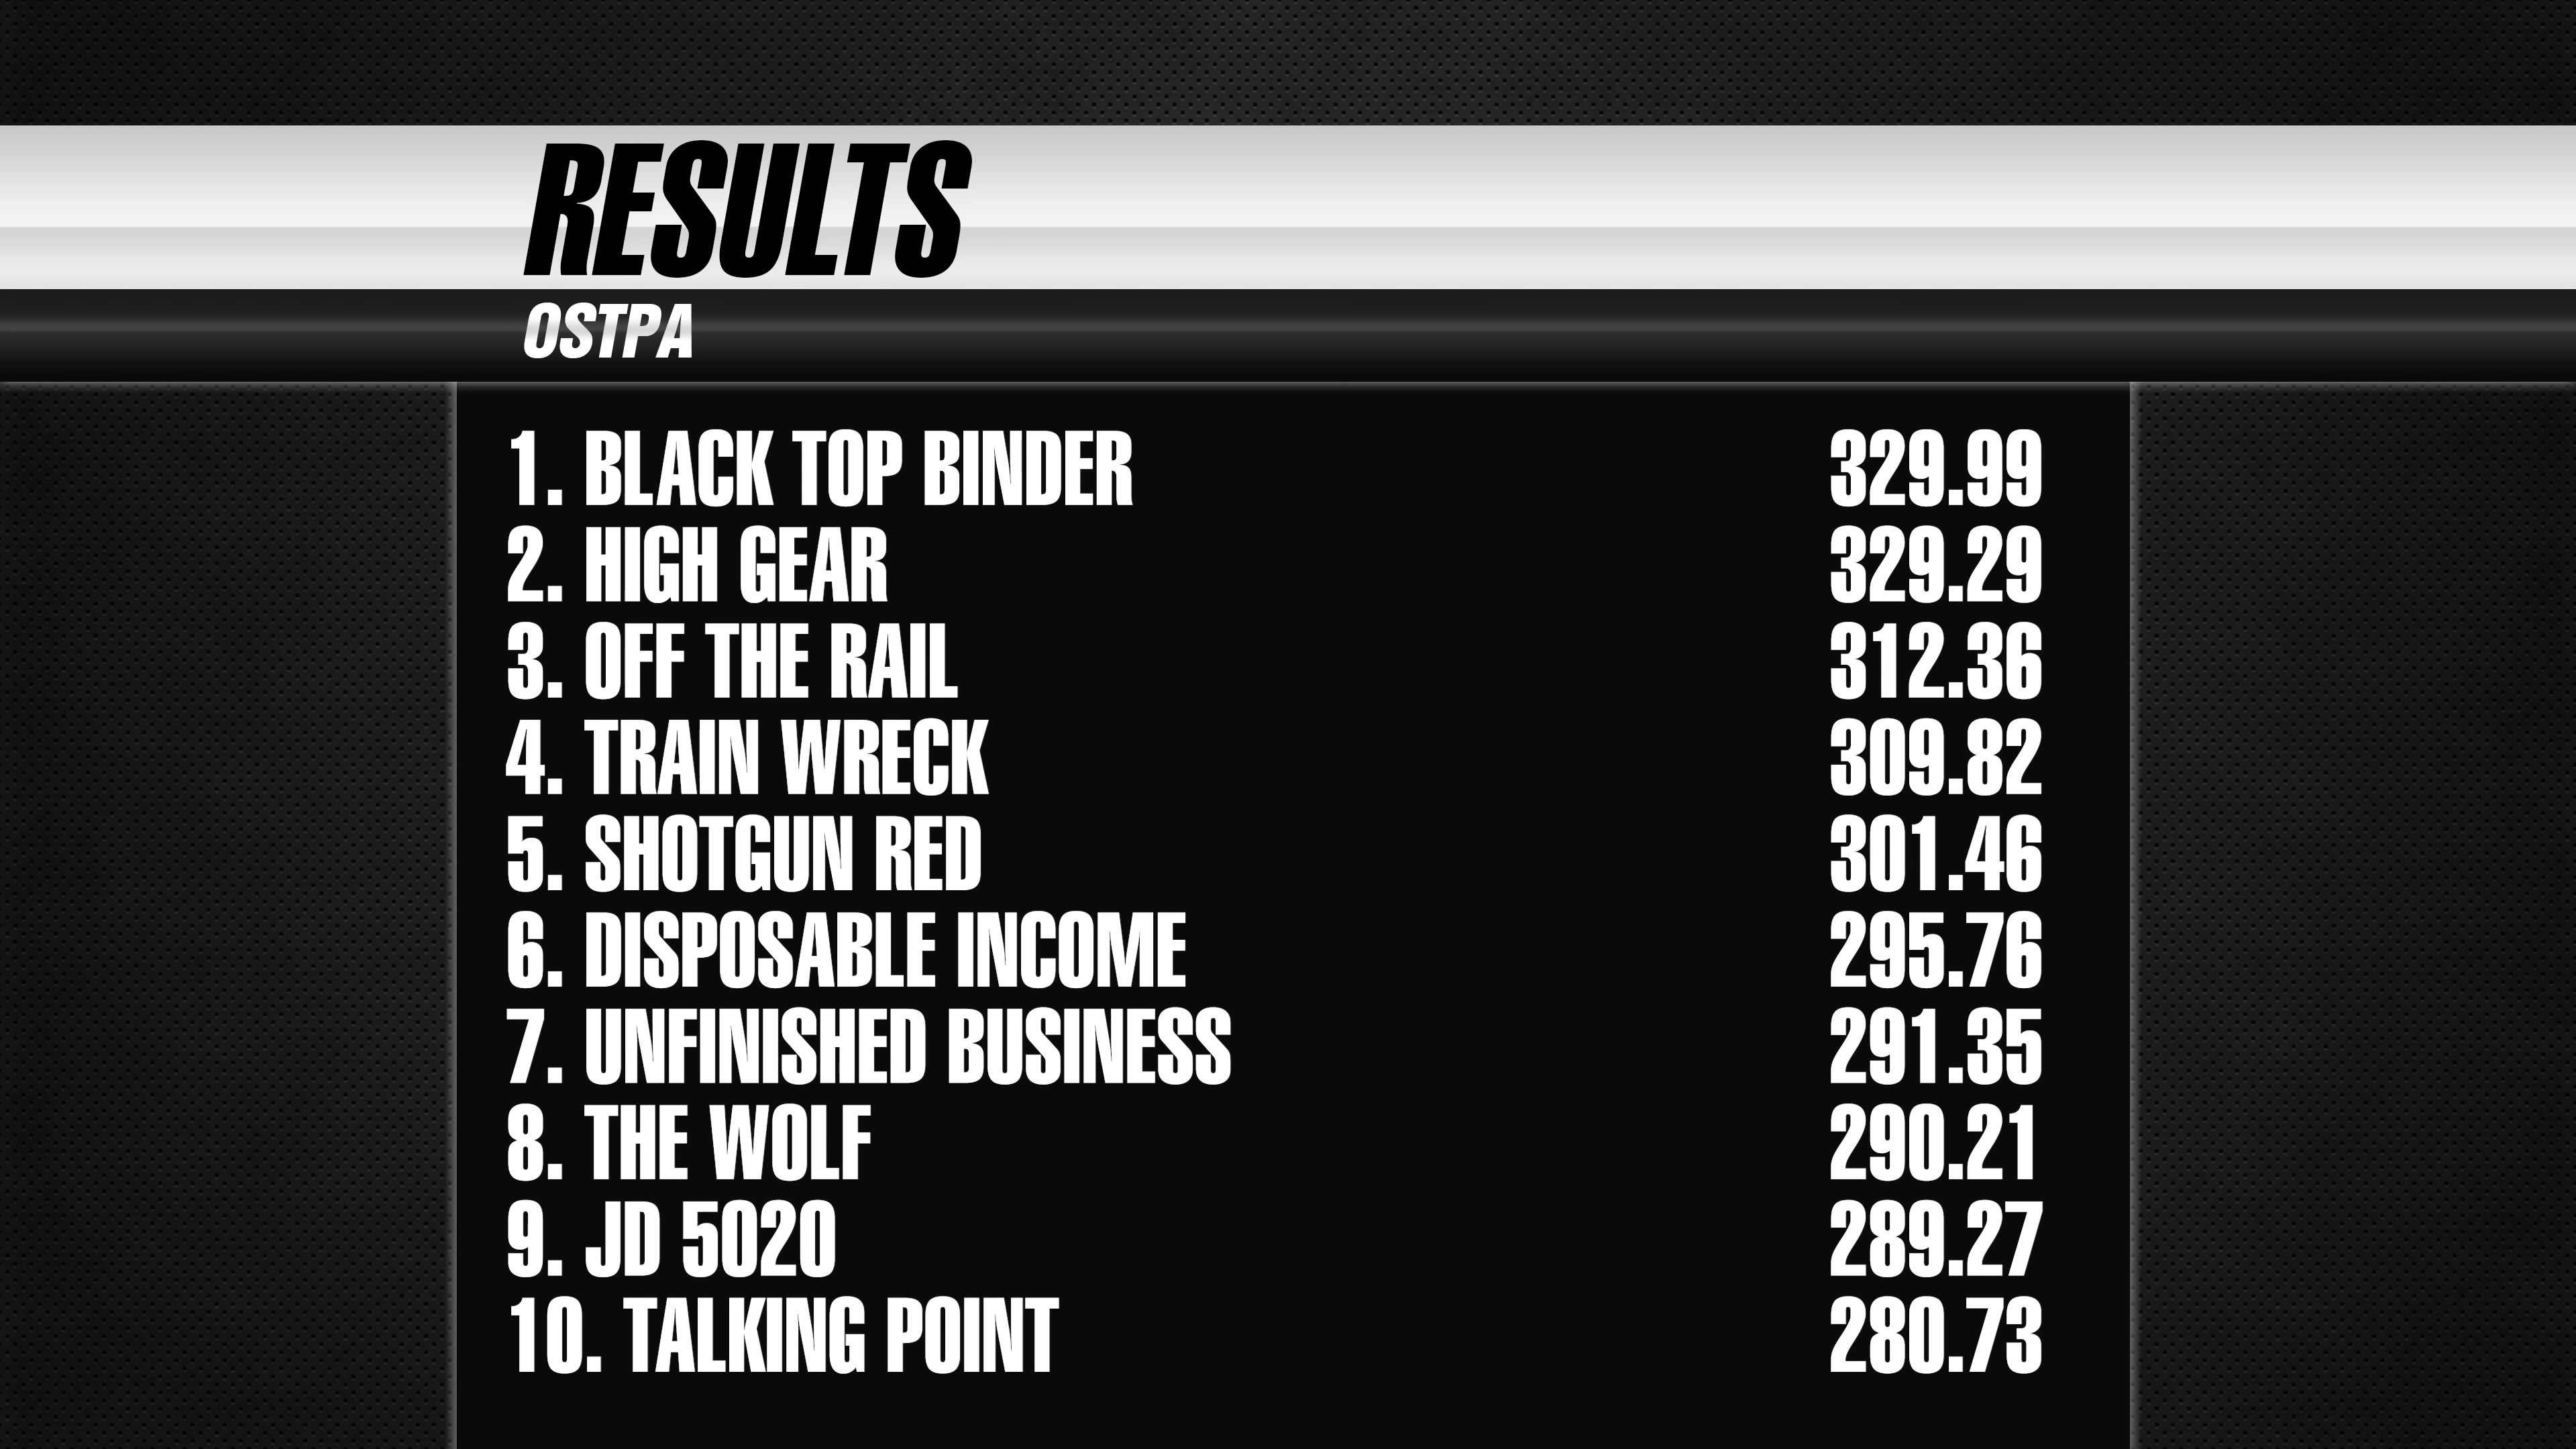 RESULTS
OSTPA
1. BLACK TOP BINDER 329.99
2. HIGH GEAR 329.29
3. OFF THE RAIL 312.36
4. TRAIN WRECK 309.82
5. SHOTGUN RED 301.46
6. DISPOSABLE INCOME 295.76
7. UNFINISHED BUSINESS 291.35
8. THE WOLF 290.21
9. JD 5020 289.27
10. TALKING POINT 280.73